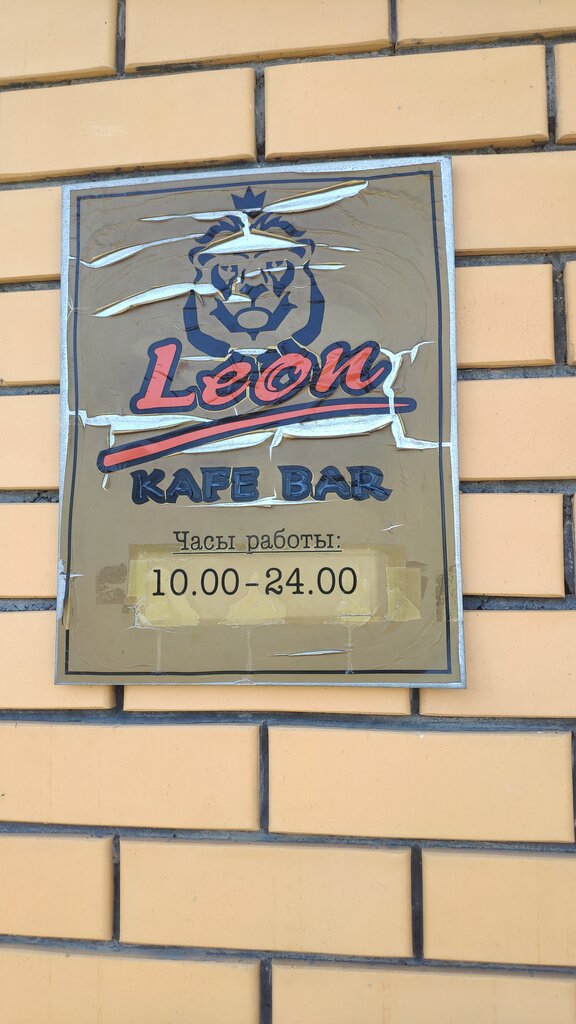 Leon
KAFE BAR
Часы работы:
10.00-24.00